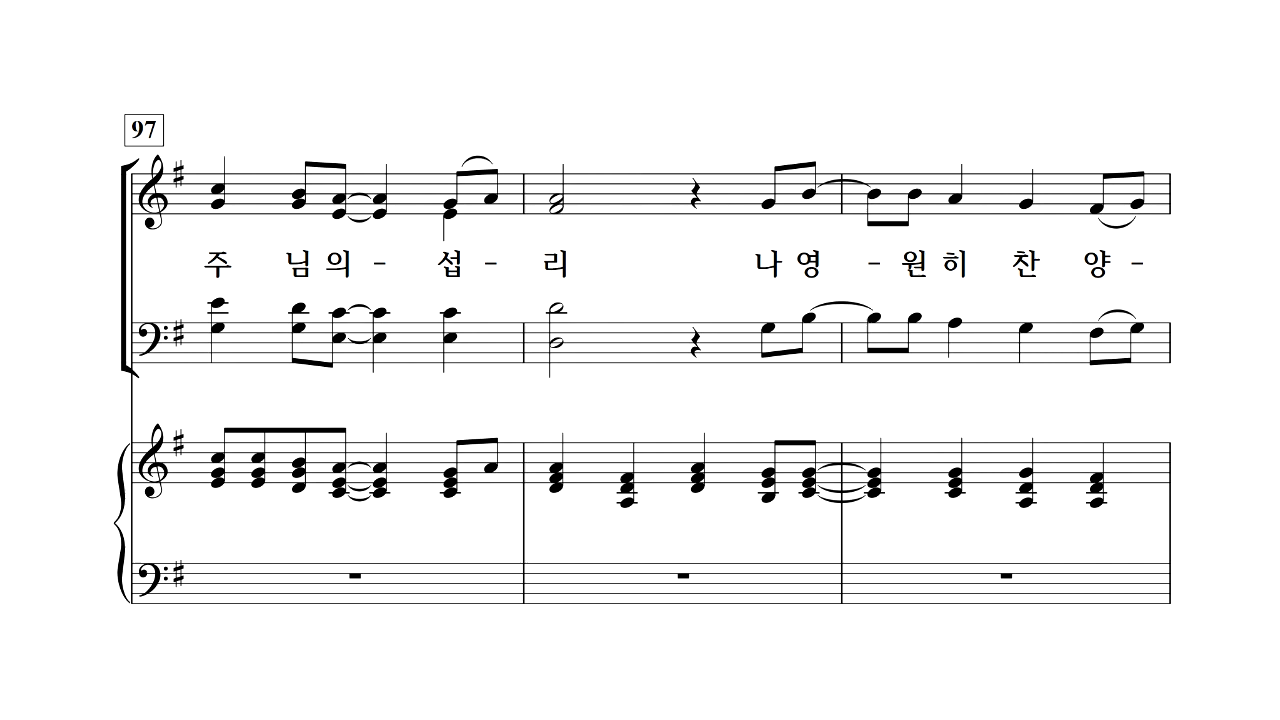 97
주 님 의 - 섭 - 리 나 영 - 원 히 찬 양 -